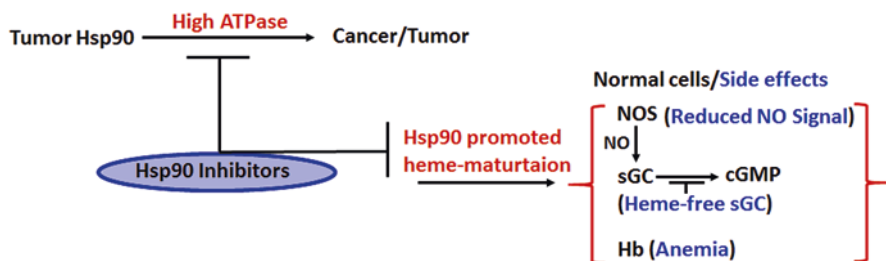 High ATPase
Tumor Hsp90 Cancer/Tumor
Normal cells/Side effects
NOS (Reduced NO Signal)
Hsp90 promoted
heme-maturtaion
NO
Hsp90 Inhibitors
sGC cGMP
(Heme-free sGC)
Hb (Anemia)